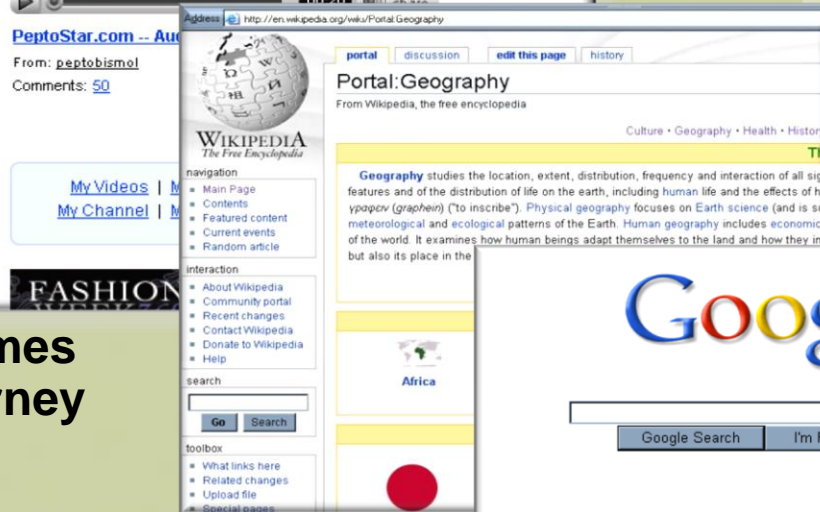 PeptoStar.com -- Au
From: peptobismol
Comments: 50
My Videos |
My Channel |
FASHION
mes
rney
Address http://en.wikipedia.org/wiki/Portal:Geography
WIKIPEDIA
The Free Encyclopedia
navigation
Main Page
Contents
Featured content
Current events
Random article
interaction
About Wikipedia
Community portal
Recent changes
Contact Wikipedia
Donate to Wikipedia
Help
search
Go Search
toolbox
What links here
Related changes
Upload file
Special pages
portal discussion edit this page history
Portal:Geography
From Wikipedia, the free encyclopedia
Culture · Geography · Health · Histor
Th
Geography studies the location, extent, distribution, frequency and interaction of all sig
features and of the distribution of life on the earth, including human life and the effects of h
γραφειν (graphein) ("to inscribe"). Physical geography focuses on Earth science (and is s
meteorological and ecological patterns of the Earth. Human geography includes economic
of the world. It examines how human beings adapt themselves to the land and how they in
but also its place in the
Africa
Goog
Google Search I'm F